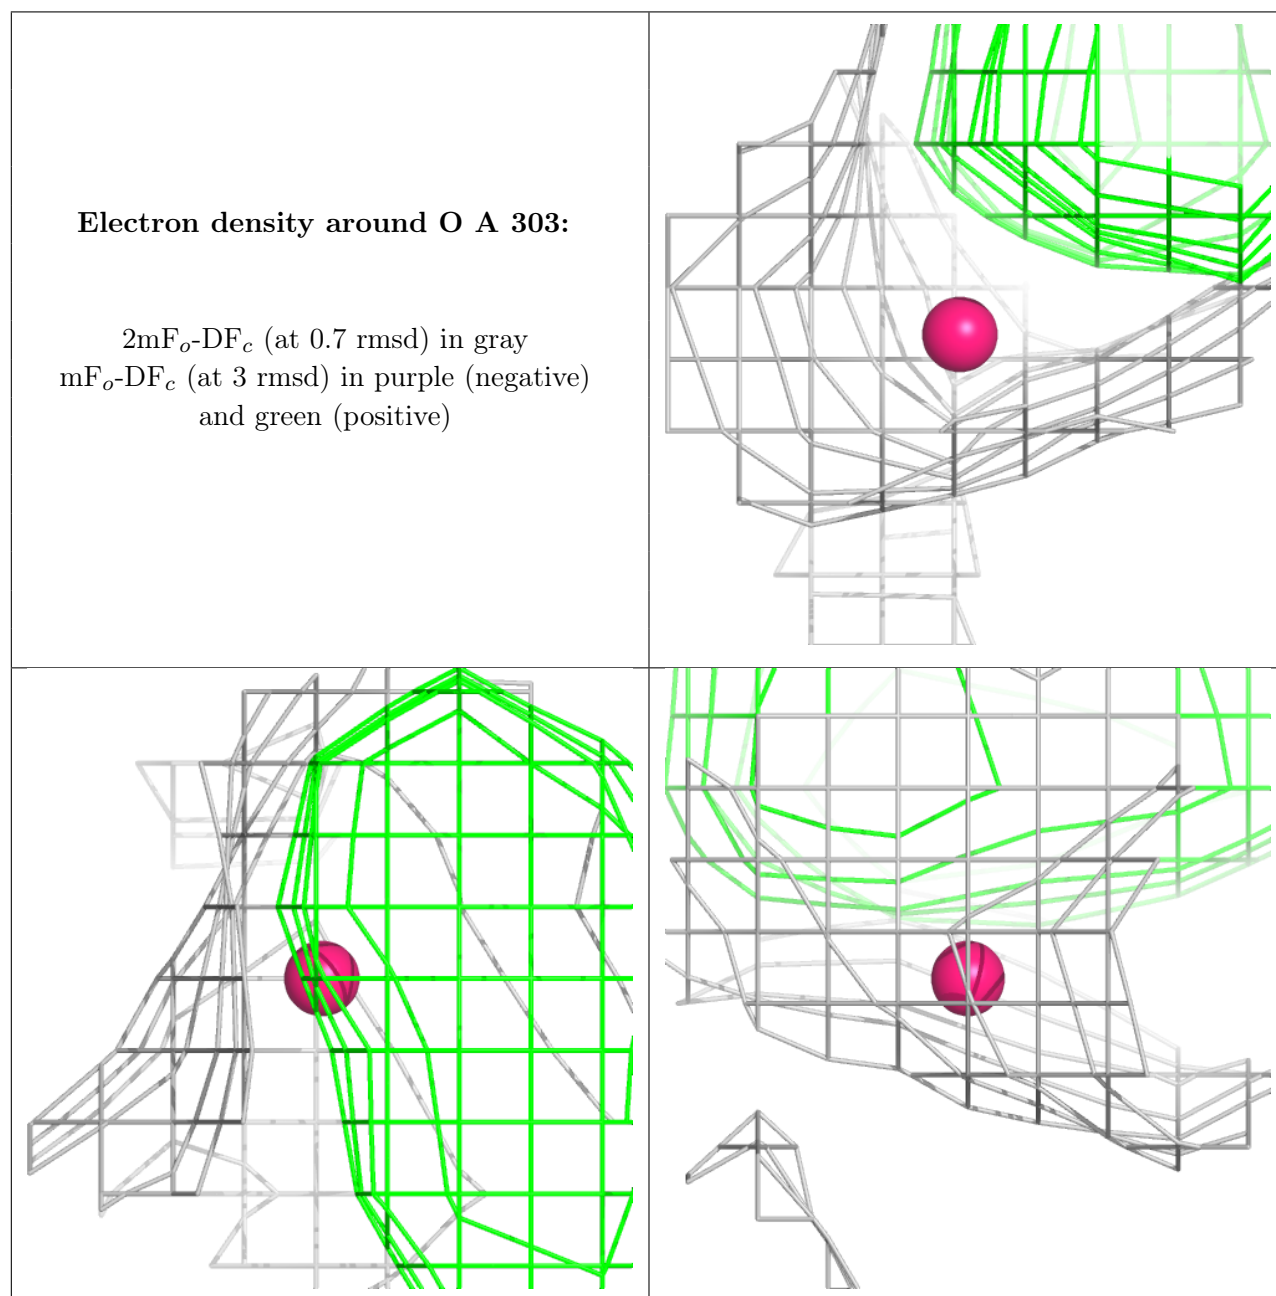 Electron density around O A 303:
2mFo-DFc (at 0.7 rmsd) in gray
mFo-DFc (at 3 rmsd) in purple (negative)
and green (positive)